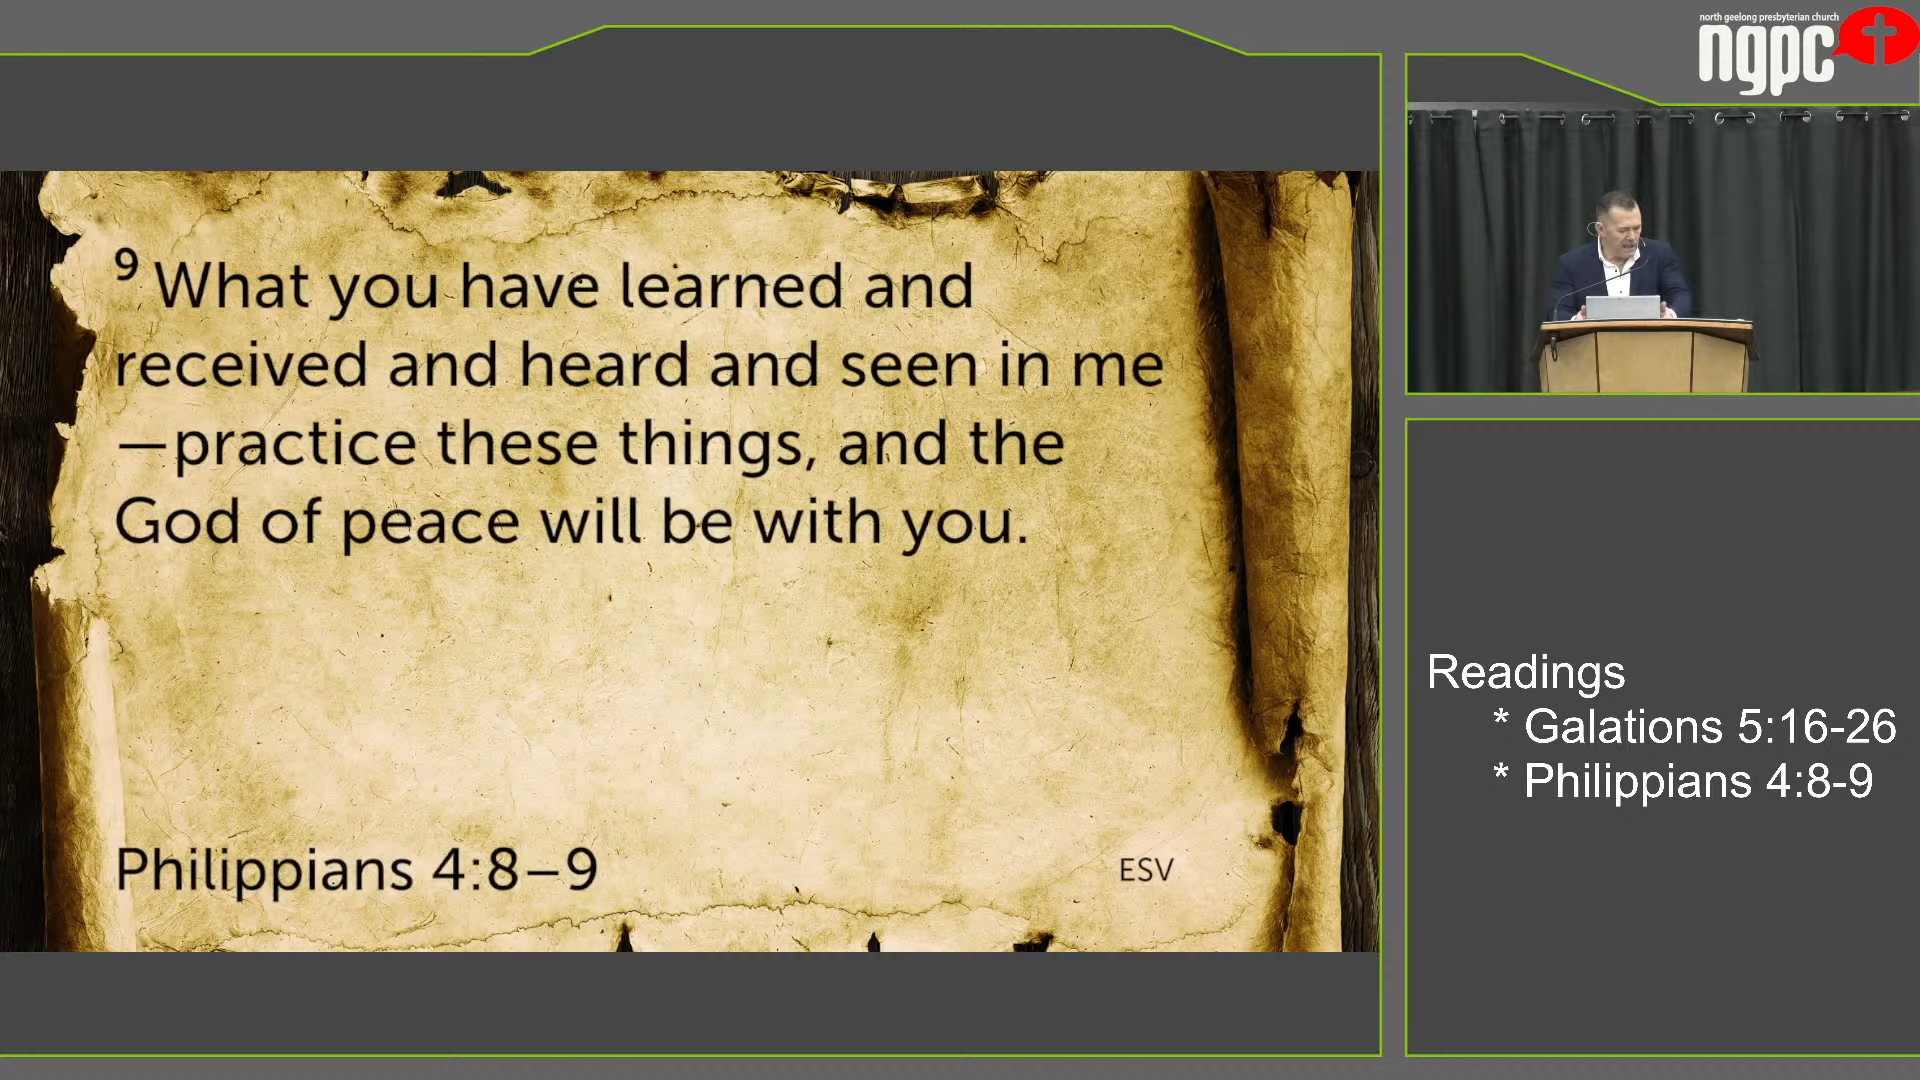 north geelong presbyterian church
ngpc
9 What you have learned and
received and heard and seen in me
—practice these things, and the
God of peace will be with you.
Philippians 4:8–9
ESV
Readings
* Galations 5:16-26
* Philippians 4:8-9